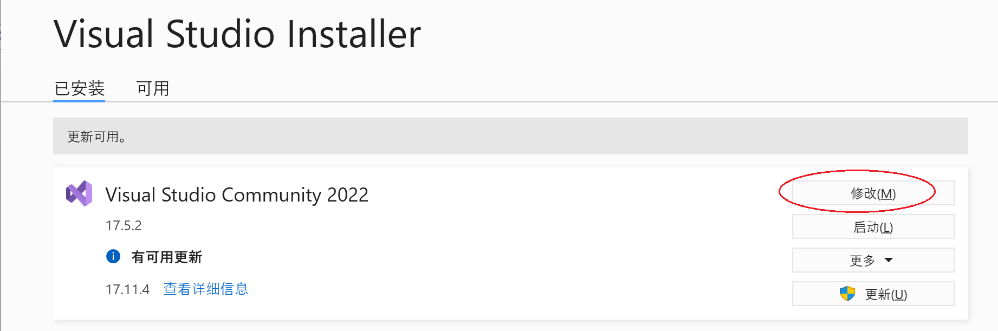 Visual Studio Installer
已安装 可用
更新可用。
Visual Studio Community 2022
修改(M)
17.5.2
启动(L)
有可用更新
更多
17.11.4 查看详细信息
更新(U)